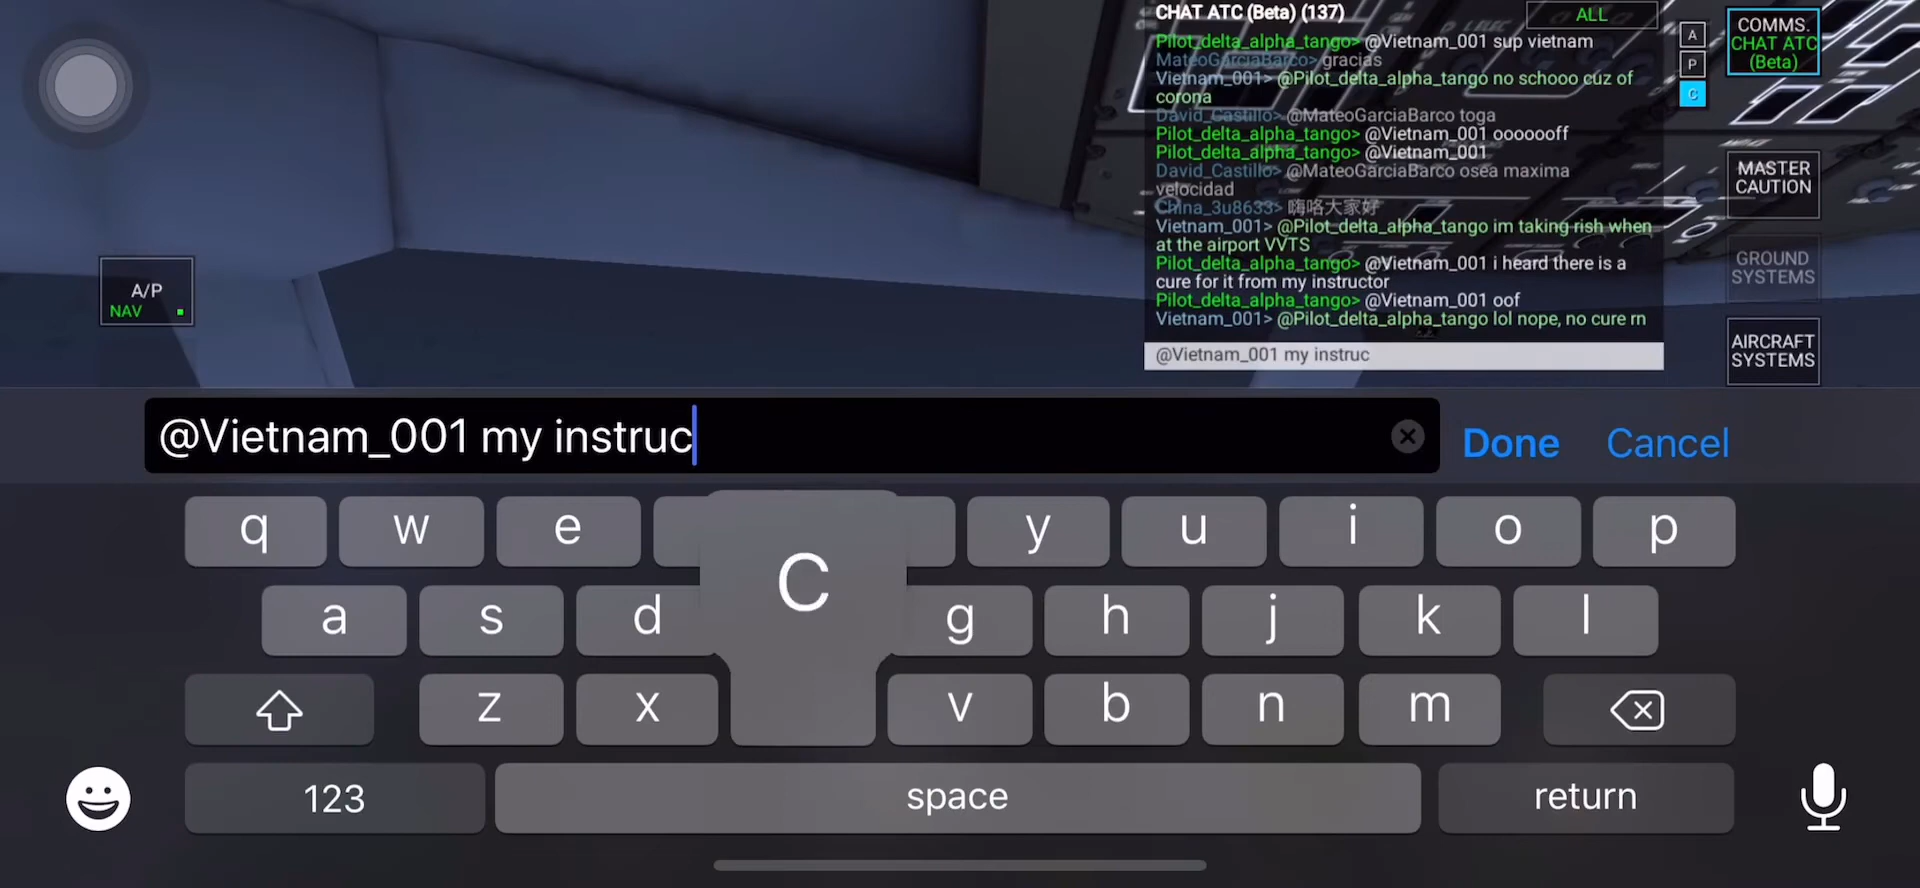 CHAT ATC (Beta) (137)
ALL
Pilot_delta_alpha_tango> @Vietnam_001 sup vietnam
MateoGarciaBarco> gracias
Vietnam_001> @Pilot_delta_alpha_tango no schooo cuz of
corona
David_Castillo> @MateoGarciaBarco toga
Pilot_delta_alpha_tango> @Vietnam_001 ooooooff
Pilot_delta_alpha_tango> @Vietnam_001
David_Castillo> @MateoGarciaBarco osea maxima
velocidad
China_3u8633> 嗨咯大家好
Vietnam_001> @Pilot_delta_alpha_tango im taking rish when
at the airport VVTS
Pilot_delta_alpha_tango> @Vietnam_001 i heard there is a
cure for it from my instructor
Pilot_delta_alpha_tango> @Vietnam_001 oof
Vietnam_001> @Pilot_delta_alpha_tango lol nope, no cure rn
@Vietnam_001 my instruc
A
P
C
COMMS.
CHAT ATC
(Beta)
MASTER
CAUTION
GROUND
SYSTEMS
AIRCRAFT
SYSTEMS
A/P
NAV
@Vietnam_001 my instruc
Done Cancel
q w e y u i o p
C
a s d g h j k l
z x v b n m
123 space return